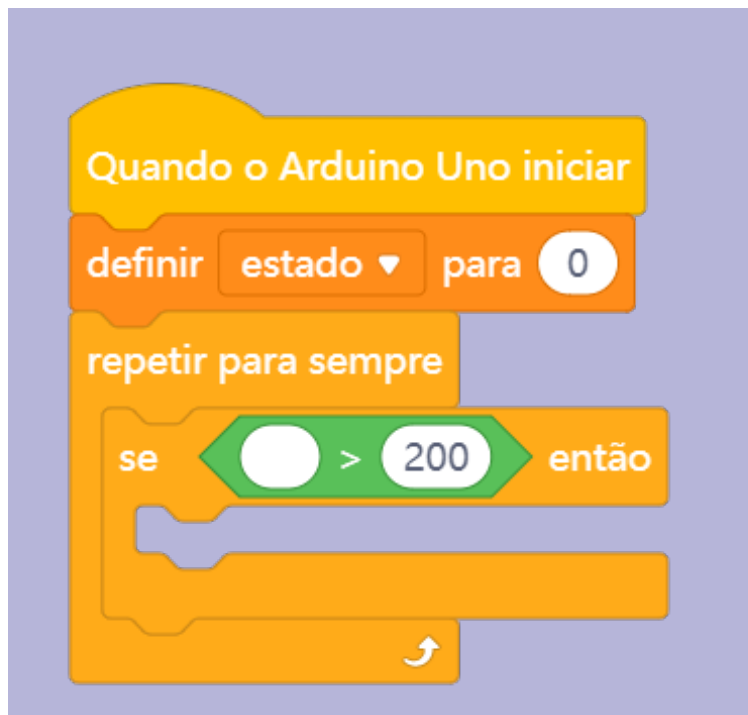 Quando o Arduino Uno iniciar
definir estado para 0
repetir para sempre
se > 200 então